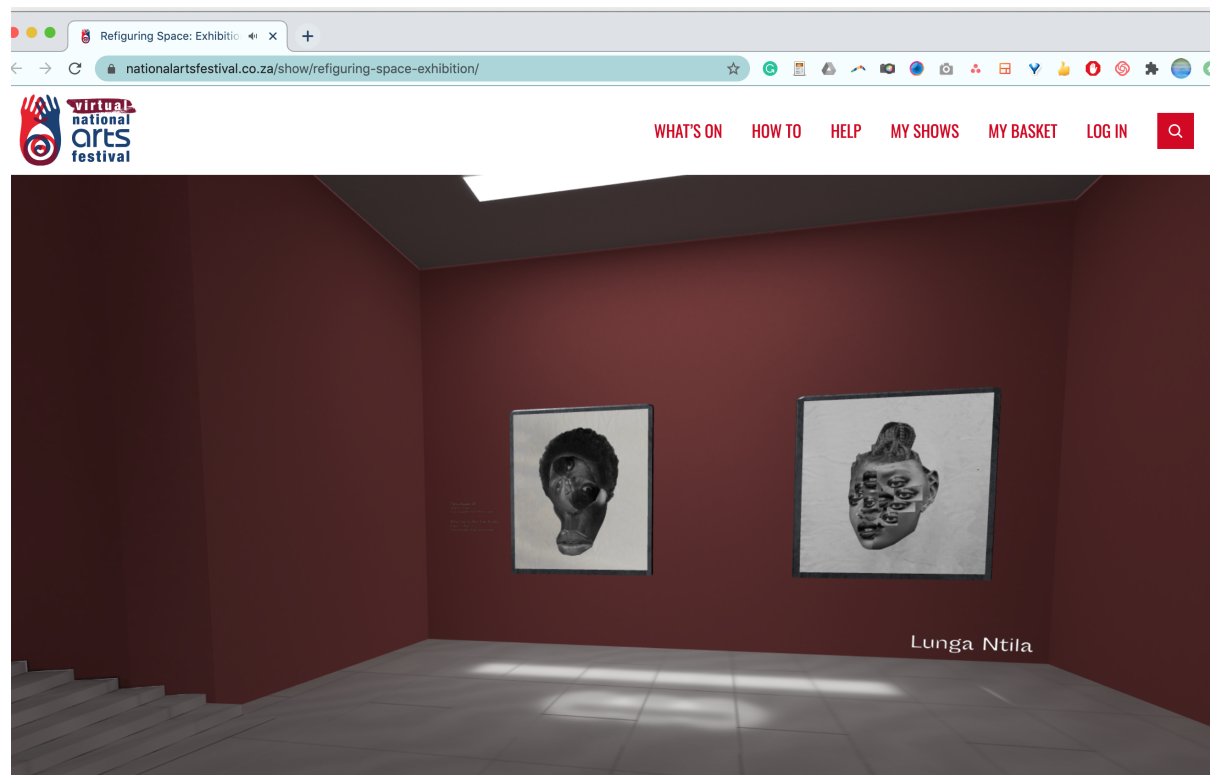 Refiguring Space: Exhibitio
nationalartsfestival.co.za/show/refiguring-space-exhibition/
virtual
national
arts
festival
WHAT'S ON HOW TO HELP MY SHOWS MY BASKET LOG IN
Lunga Ntila